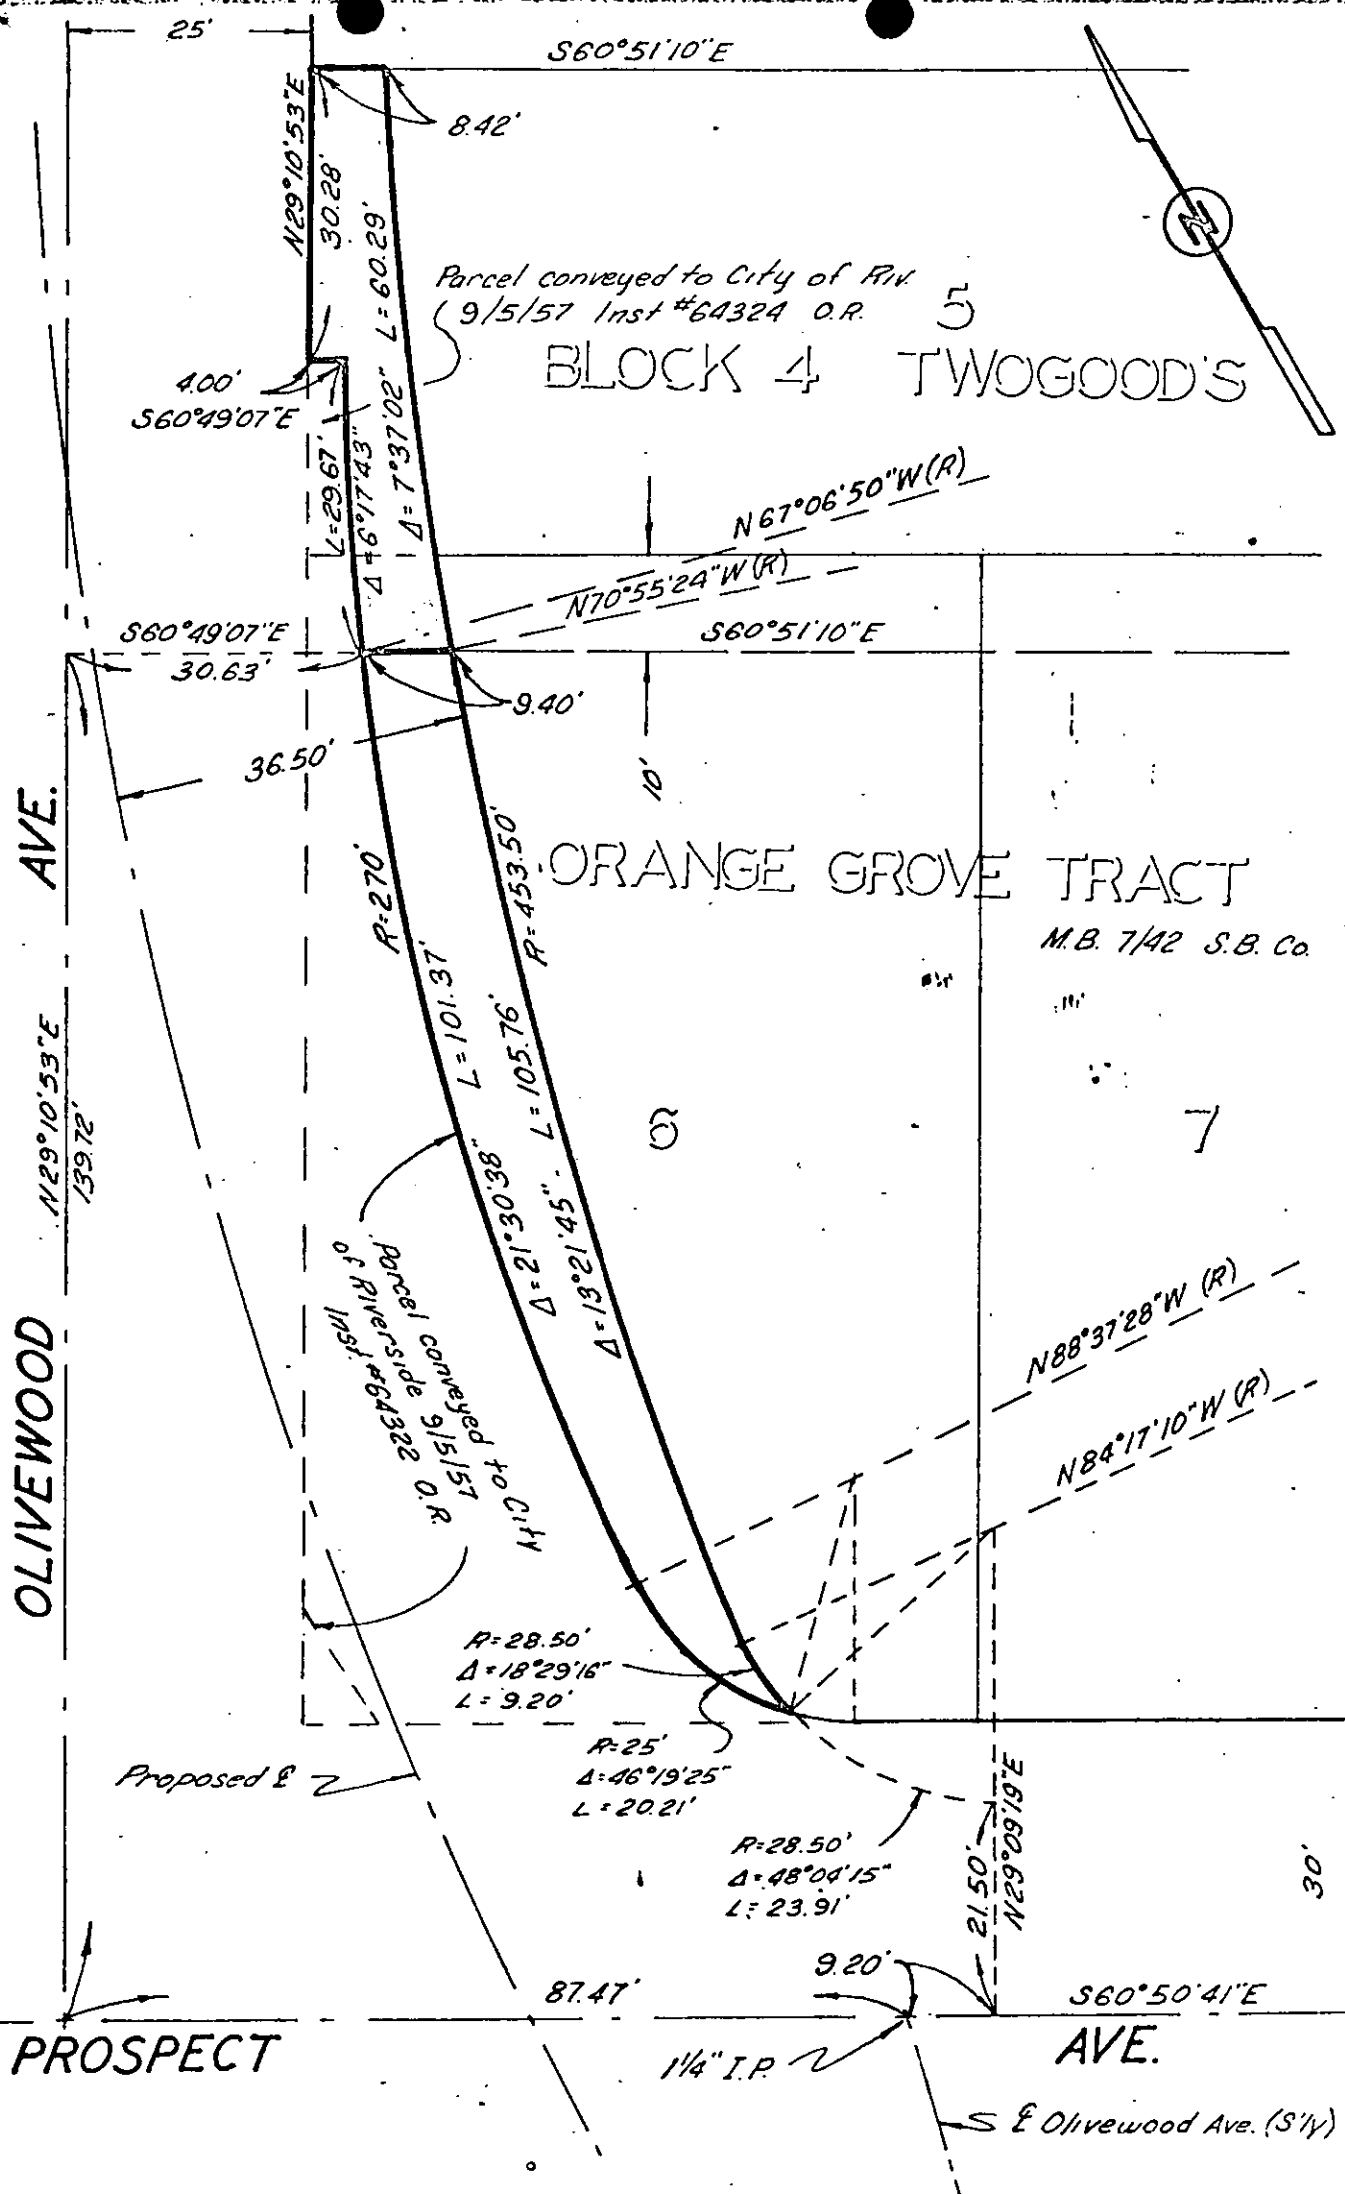 25'
S60°51'10"E
8.42'
N29°10'53"E
30.28'
L=60.29'
Δ=7°37'02"
N
Parcel conveyed to City of Riv.
9/5/57 Inst #64324 O.R.
5
BLOCK 4 TWOGOOD'S
4.00'
S60°49'07"E
L=29.67'
Δ=6°17'43"
N67°06'50"W(R)
N70°55'24"W(R)
S60°49'07"E
30.63'
S60°51'10"E
9.40'
36.50'
10'
R=270'
R=453.50'
ORANGE GROVE TRACT
M.B. 7/42 S.B. Co.
L=101.37'
L=105.76'
Δ=21°30'38"
Δ=13°21'45"
6
7
OLIVEWOOD AVE.
N29°10'53"E
139.72'
Parcel conveyed to City
of Riverside 9/5/57
Inst. #64322 O.R.
N88°37'28"W (R)
N84°17'10"W (R)
R=28.50'
Δ=18°29'16"
L=9.20'
R=25'
Δ=46°19'25"
L=20.21'
Proposed ℄
R=28.50'
Δ=48°04'15"
L=23.91'
21.50'
N29°09'19"E
30'
9.20'
87.47'
S60°50'41"E
PROSPECT AVE.
1¼" I.P.
℄ Olivewood Ave. (S'ly)